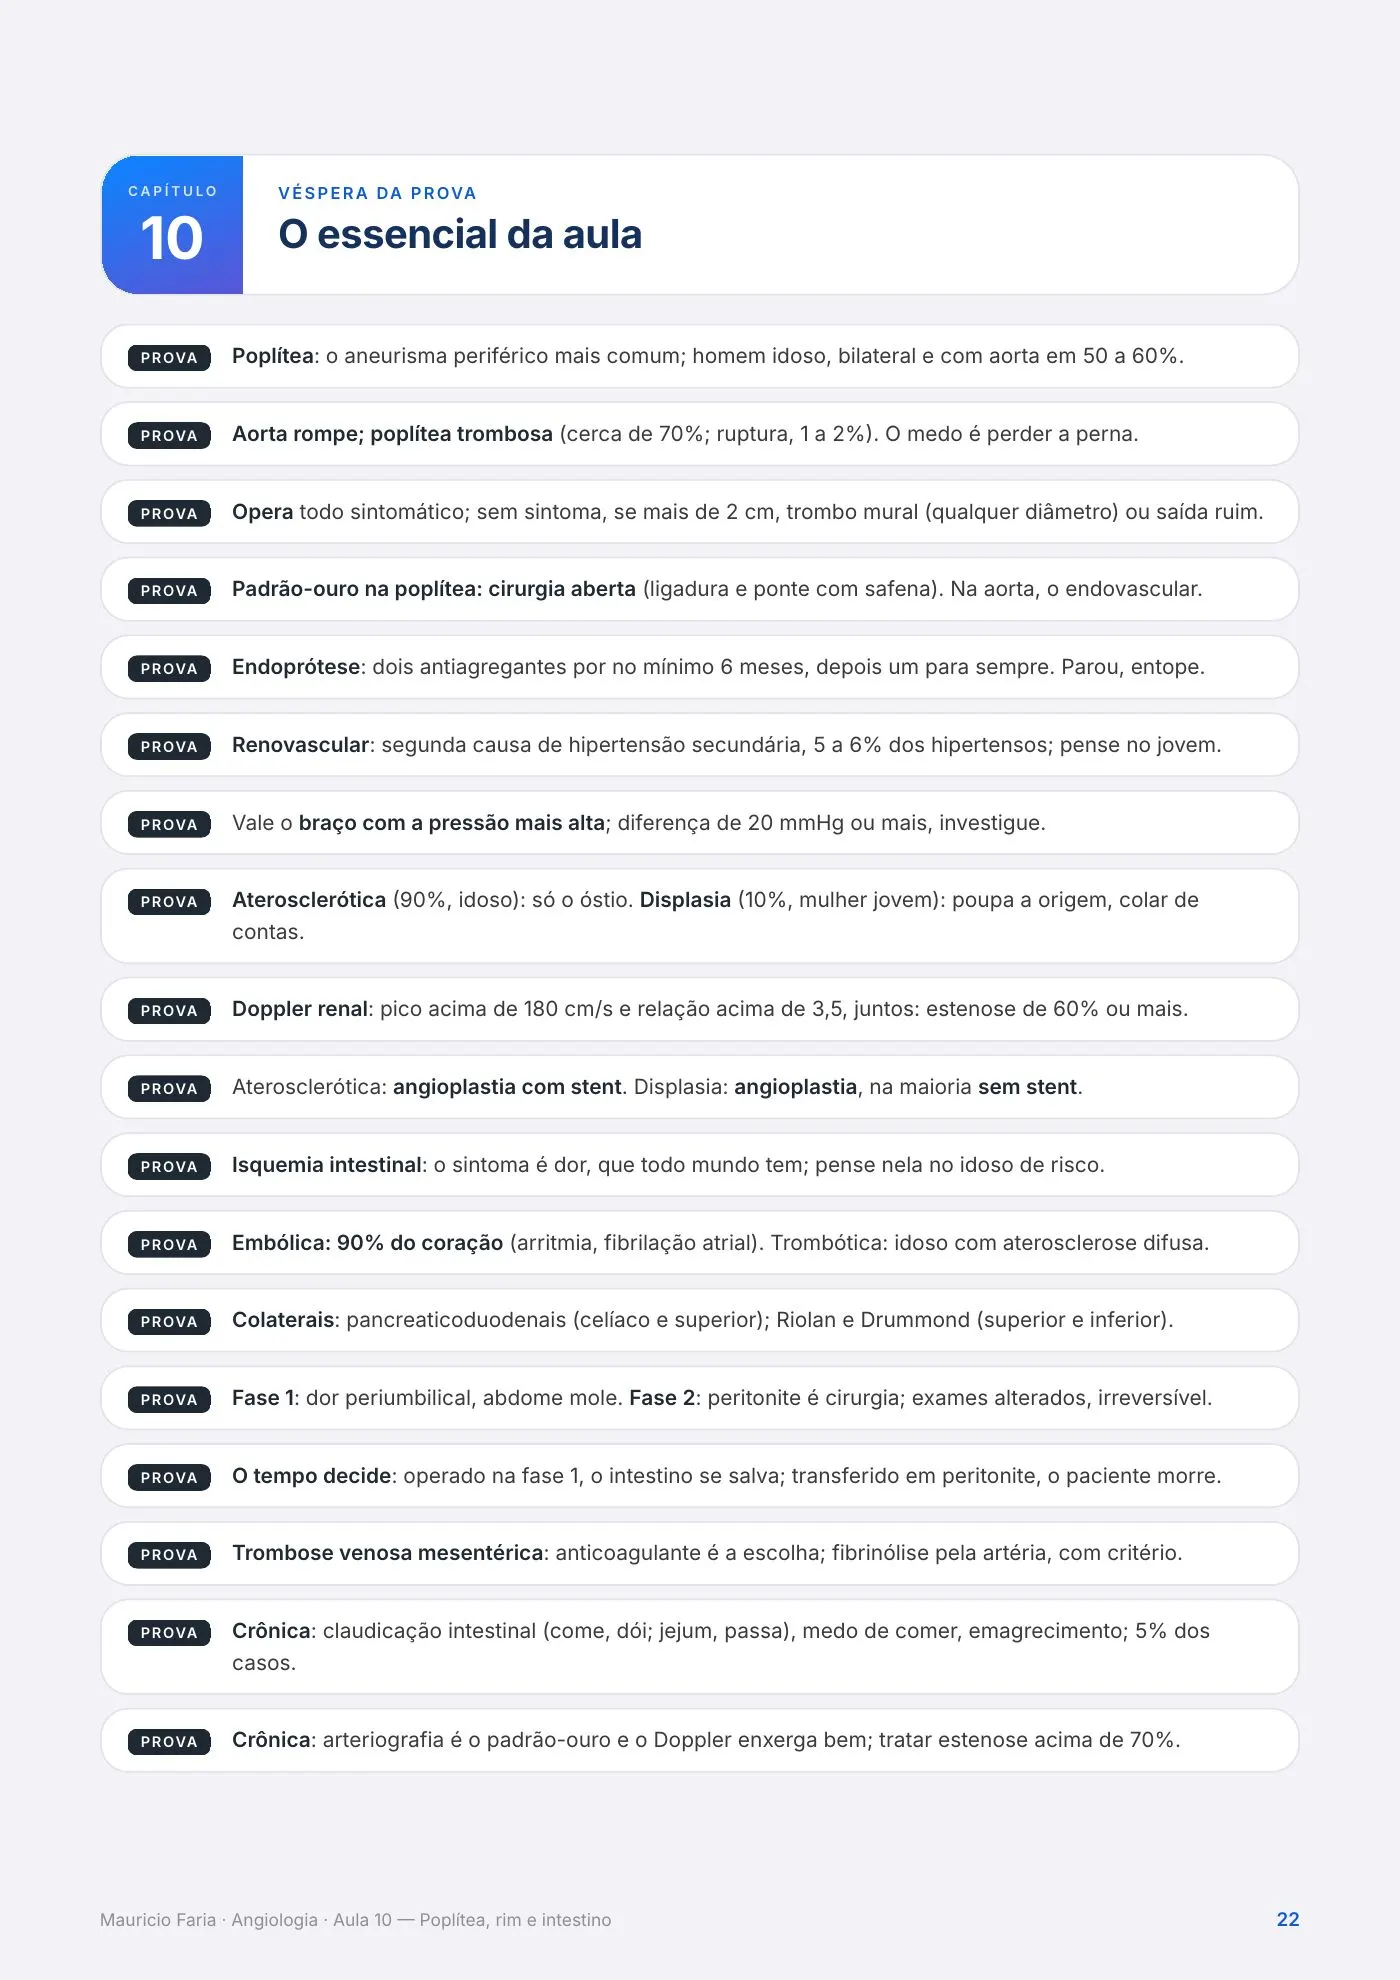 CAPÍTULO
10
VÉSPERA DA PROVA
O essencial da aula
PROVA Poplítea: o aneurisma periférico mais comum; homem idoso, bilateral e com aorta em 50 a 60%.
PROVA Aorta rompe; poplítea trombosa (cerca de 70%; ruptura, 1 a 2%). O medo é perder a perna.
PROVA Opera todo sintomático; sem sintoma, se mais de 2 cm, trombo mural (qualquer diâmetro) ou saída ruim.
PROVA Padrão-ouro na poplítea: cirurgia aberta (ligadura e ponte com safena). Na aorta, o endovascular.
PROVA Endoprótese: dois antiagregantes por no mínimo 6 meses, depois um para sempre. Parou, entope.
PROVA Renovascular: segunda causa de hipertensão secundária, 5 a 6% dos hipertensos; pense no jovem.
PROVA Vale o braço com a pressão mais alta; diferença de 20 mmHg ou mais, investigue.
PROVA Aterosclerótica (90%, idoso): só o óstio. Displasia (10%, mulher jovem): poupa a origem, colar de
contas.
PROVA Doppler renal: pico acima de 180 cm/s e relação acima de 3,5, juntos: estenose de 60% ou mais.
PROVA Aterosclerótica: angioplastia com stent. Displasia: angioplastia, na maioria sem stent.
PROVA Isquemia intestinal: o sintoma é dor, que todo mundo tem; pense nela no idoso de risco.
PROVA Embólica: 90% do coração (arritmia, fibrilação atrial). Trombótica: idoso com aterosclerose difusa.
PROVA Colaterais: pancreaticoduodenais (celíaco e superior); Riolan e Drummond (superior e inferior).
PROVA Fase 1: dor periumbilical, abdome mole. Fase 2: peritonite é cirurgia; exames alterados, irreversível.
PROVA O tempo decide: operado na fase 1, o intestino se salva; transferido em peritonite, o paciente morre.
PROVA Trombose venosa mesentérica: anticoagulante é a escolha; fibrinólise pela artéria, com critério.
PROVA Crônica: claudicação intestinal (come, dói; jejum, passa), medo de comer, emagrecimento; 5% dos
casos.
PROVA Crônica: arteriografia é o padrão-ouro e o Doppler enxerga bem; tratar estenose acima de 70%.
Mauricio Faria · Angiologia · Aula 10 — Poplítea, rim e intestino
22